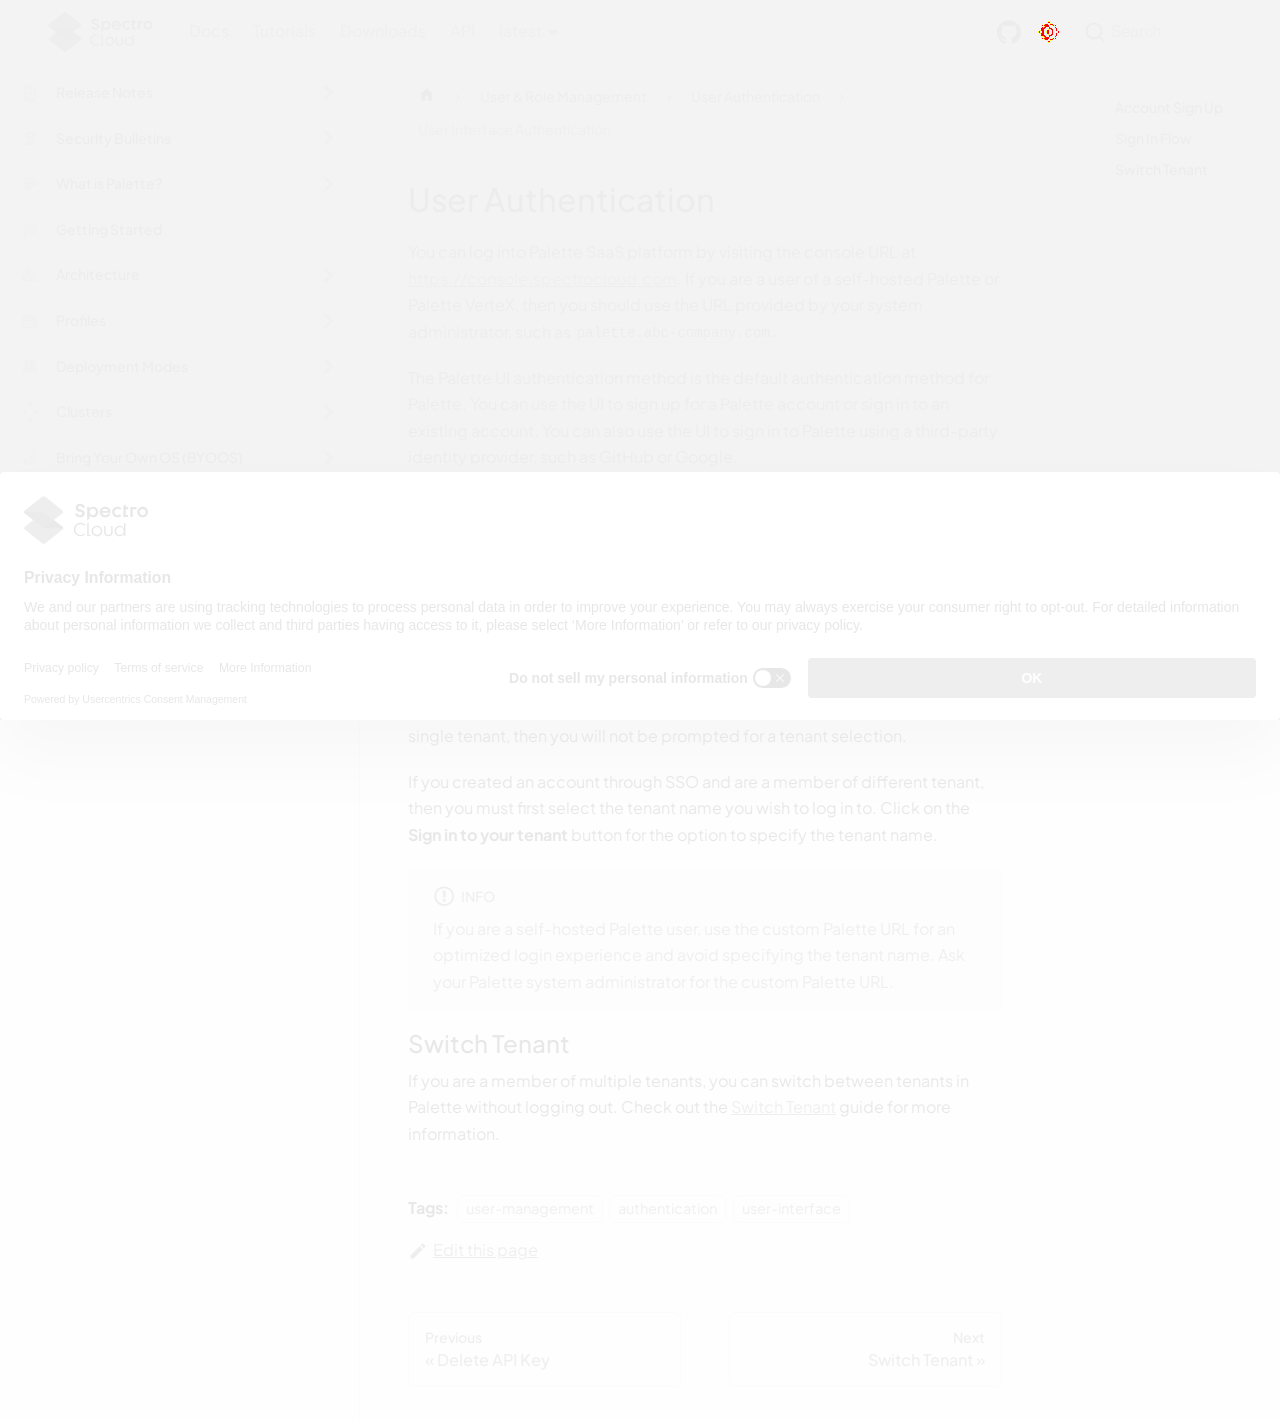 Spectro
Cloud
Docs Tutorials Downloads API latest
Search
Release Notes
Security Bulletins
What is Palette?
Getting Started
Architecture
Profiles
Deployment Modes
Clusters
Bring Your Own OS (BYOOS)
User & Role Management
User Authentication
User Interface Authentication
Account Sign Up
Sign In Flow
Switch Tenant
User Authentication
You can log into Palette SaaS platform by visiting the console URL at
https://console.spectrocloud.com. If you are a user of a self-hosted Palette or
Palette VerteX, then you should use the URL provided by your system
administrator, such as palette.abc-company.com.
The Palette UI authentication method is the default authentication method for
Palette. You can use the UI to sign up for a Palette account or sign in to an
existing account. You can also use the UI to sign in to Palette using a third-party
identity provider, such as GitHub or Google.
Spectro
Cloud
Privacy Information
We and our partners are using tracking technologies to process personal data in order to improve your experience. You may always exercise your consumer right to opt-out. For detailed information
about personal information we collect and third parties having access to it, please select ‘More Information’ or refer to our privacy policy.
Privacy policy Terms of service More Information
Do not sell my personal information
OK
Powered by Usercentrics Consent Management
single tenant, then you will not be prompted for a tenant selection.
If you created an account through SSO and are a member of different tenant,
then you must first select the tenant name you wish to log in to. Click on the
Sign in to your tenant button for the option to specify the tenant name.
INFO
If you are a self-hosted Palette user, use the custom Palette URL for an
optimized login experience and avoid specifying the tenant name. Ask
your Palette system administrator for the custom Palette URL.
Switch Tenant
If you are a member of multiple tenants, you can switch between tenants in
Palette without logging out. Check out the Switch Tenant guide for more
information.
Tags: user-management authentication user-interface
Edit this page
Previous
« Delete API Key
Next
Switch Tenant »